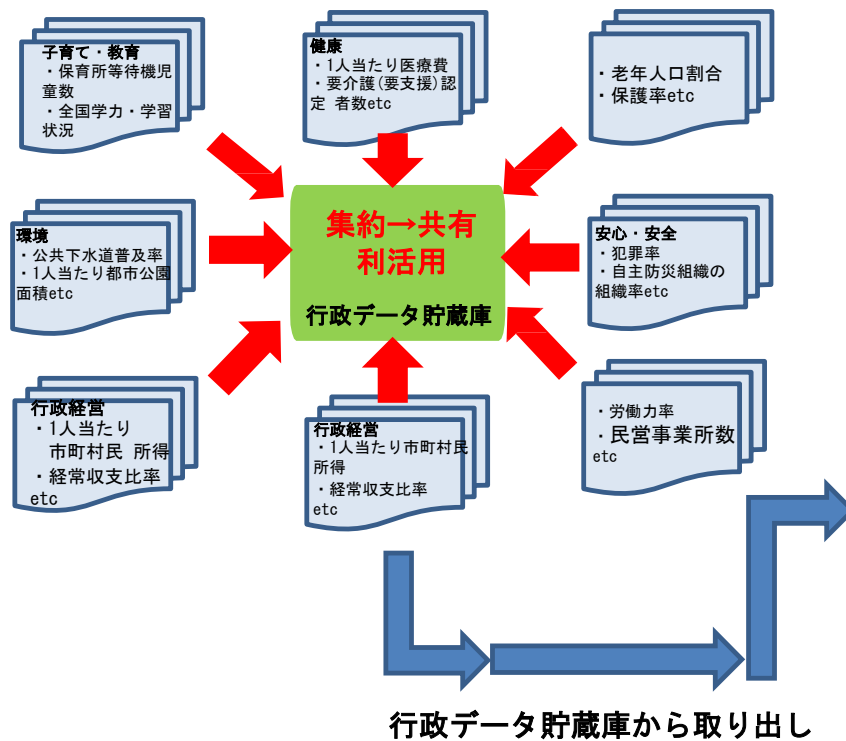 子育て・教育
・保育所等待機児
童数
・全国学力・学習
状況
健康
・1人当たり医療費
・要介護(要支援)認
定 者数etc
・老年人口割合
・保護率etc
環境
・公共下水道普及率
・1人当たり都市公園
面積etc
集約→共有
利活用
行政データ貯蔵庫
安心・安全
・犯罪率
・自主防災組織の
組織率etc
行政経営
・1人当たり
市町村民 所得
・経常収支比率
etc
行政経営
・1人当たり市町村民
所得
・経常収支比率
etc
・労働力率
・民営事業所数
etc
行政データ貯蔵庫から取り出し